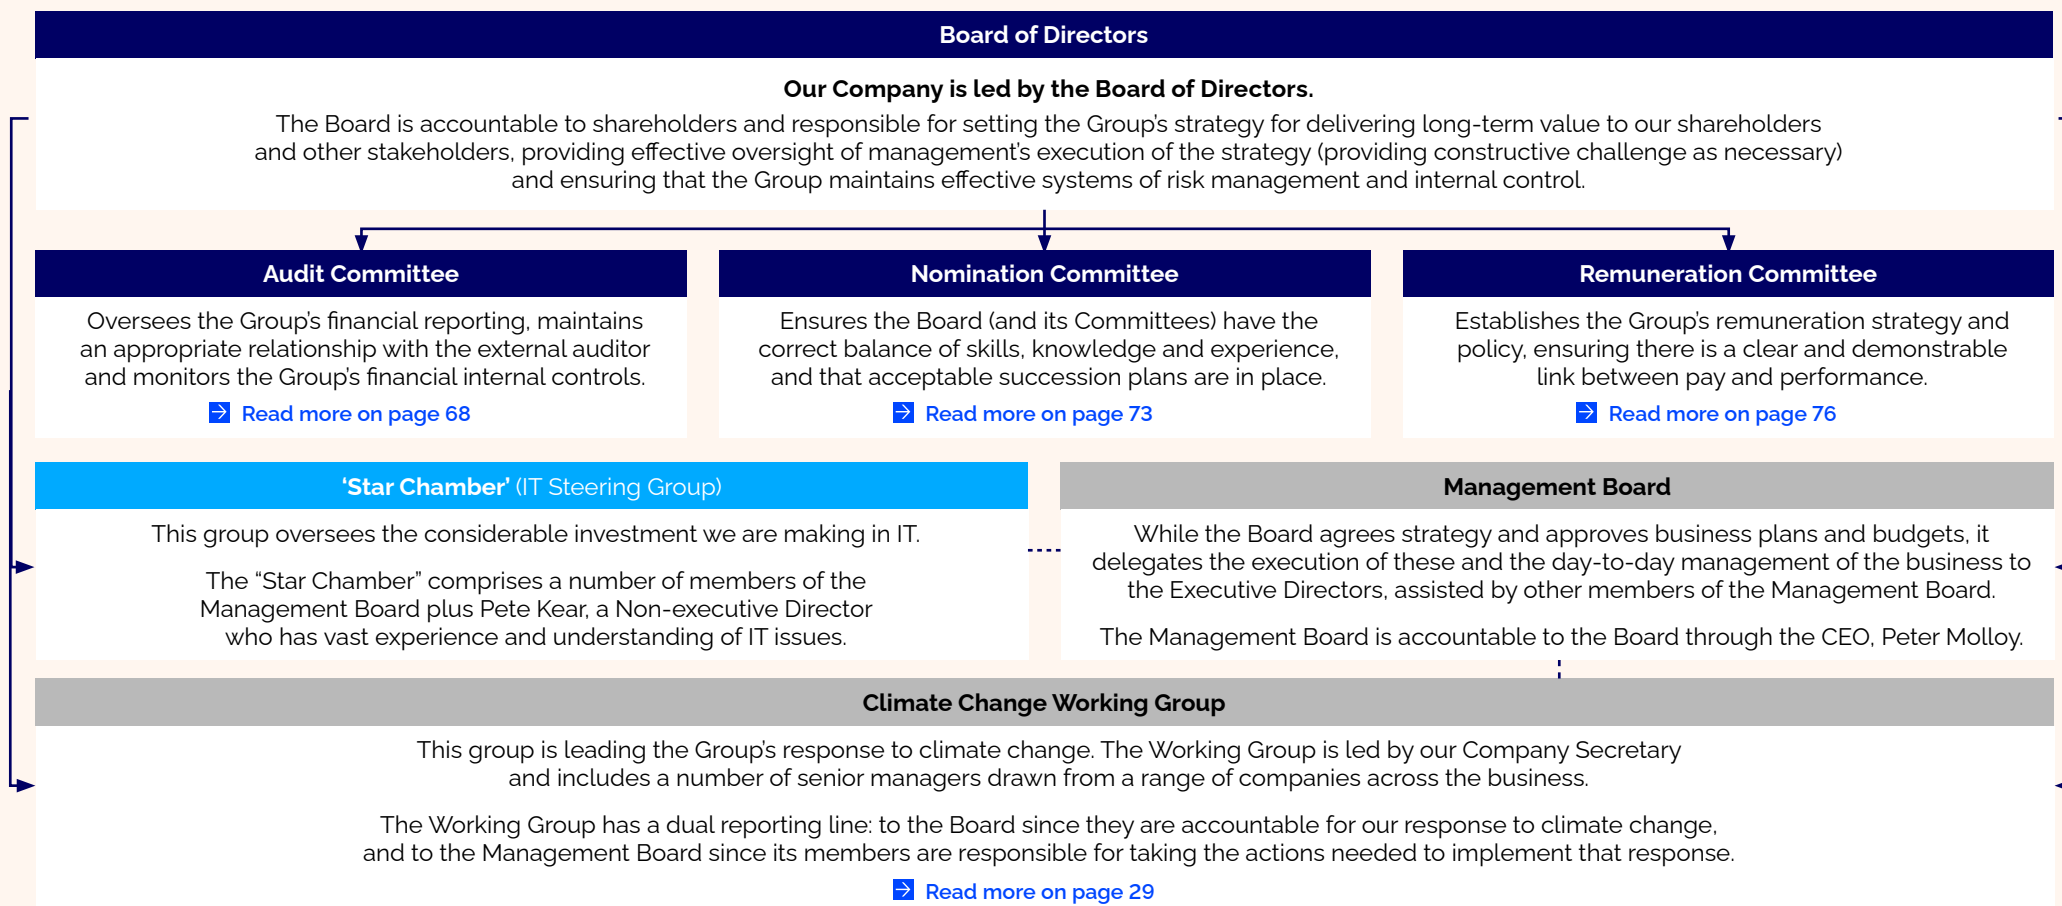 Board of Directors
Our Company is led by the Board of Directors.
The Board is accountable to shareholders and responsible for setting the Group's strategy for delivering long-term value to our shareholders
and other stakeholders, providing effective oversight of management's execution of the strategy (providing constructive challenge as necessary)
and ensuring that the Group maintains effective systems of risk management and internal control.
Audit Committee
Oversees the Group's financial reporting, maintains
an appropriate relationship with the external auditor
and monitors the Group's financial internal controls.
Read more on page 68
Nomination Committee
Ensures the Board (and its Committees) have the
correct balance of skills, knowledge and experience,
and that acceptable succession plans are in place.
Read more on page 73
Remuneration Committee
Establishes the Group's remuneration strategy and
policy, ensuring there is a clear and demonstrable
link between pay and performance.
Read more on page 76
‘Star Chamber’ (IT Steering Group)
This group oversees the considerable investment we are making in IT.
The “Star Chamber” comprises a number of members of the
Management Board plus Pete Kear, a Non-executive Director
who has vast experience and understanding of IT issues.
Management Board
While the Board agrees strategy and approves business plans and budgets, it
delegates the execution of these and the day-to-day management of the business to
the Executive Directors, assisted by other members of the Management Board.
The Management Board is accountable to the Board through the CEO, Peter Molloy.
Climate Change Working Group
This group is leading the Group's response to climate change. The Working Group is led by our Company Secretary
and includes a number of senior managers drawn from a range of companies across the business.
The Working Group has a dual reporting line: to the Board since they are accountable for our response to climate change,
and to the Management Board since its members are responsible for taking the actions needed to implement that response.
Read more on page 29